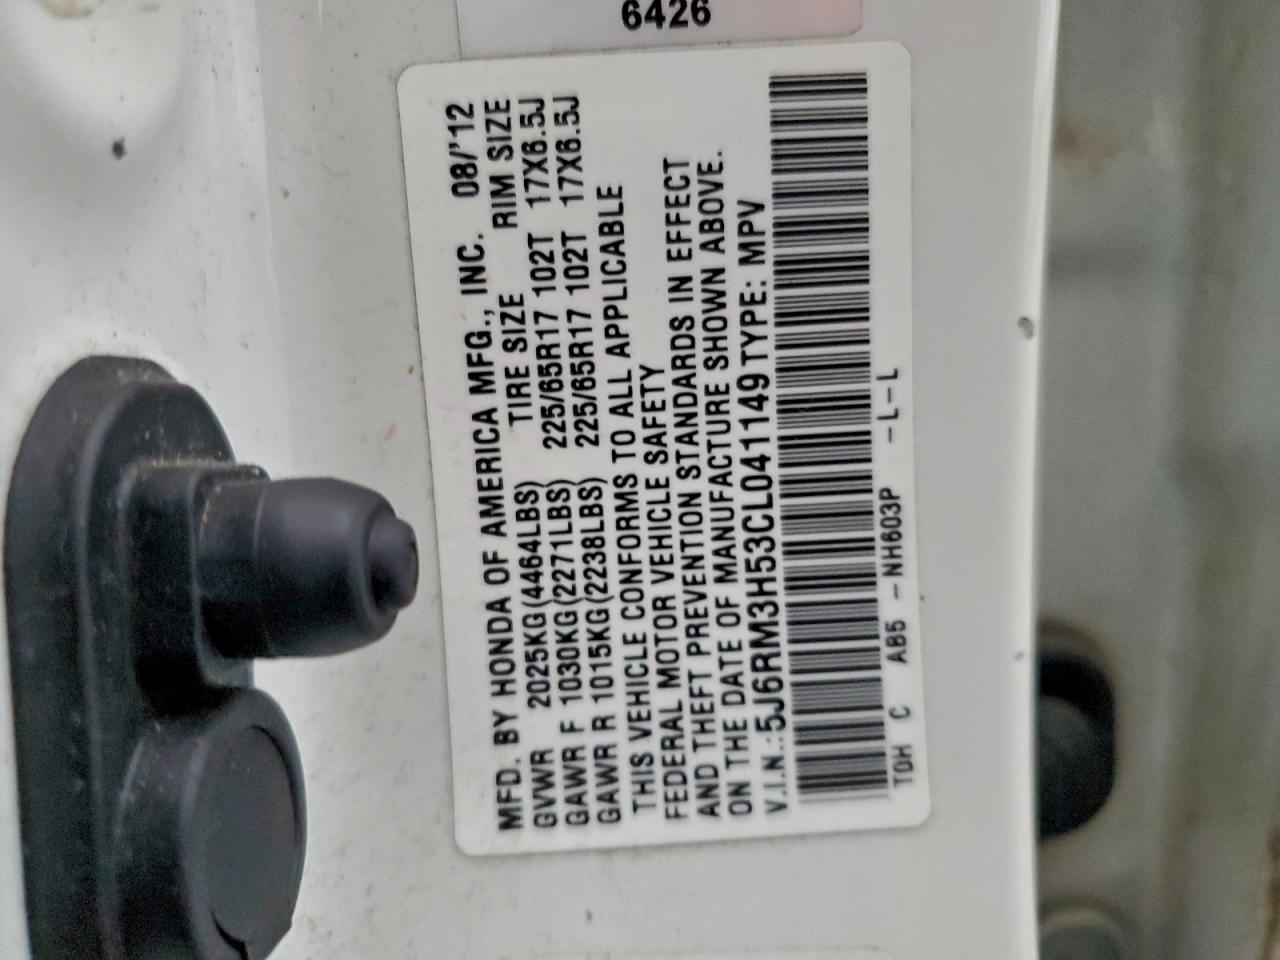 6426
MFD. BY HONDA OF AMERICA MFG., INC. 08/'12
TIRE SIZE RIM SIZE
GVWR 2025KG(4464LBS) 225/65R17 102T 17X6.5J
GAWR F 1030KG(2271LBS) 225/65R17 102T 17X6.5J
GAWR R 1015KG(2238LBS)
THIS VEHICLE CONFORMS TO ALL APPLICABLE
FEDERAL MOTOR VEHICLE SAFETY
AND THEFT PREVENTION STANDARDS IN EFFECT
ON THE DATE OF MANUFACTURE SHOWN ABOVE.
V.I.N.:5J6RM3H53CL041149 TYPE: MPV
TDH C AB5 -NH603P -L-L